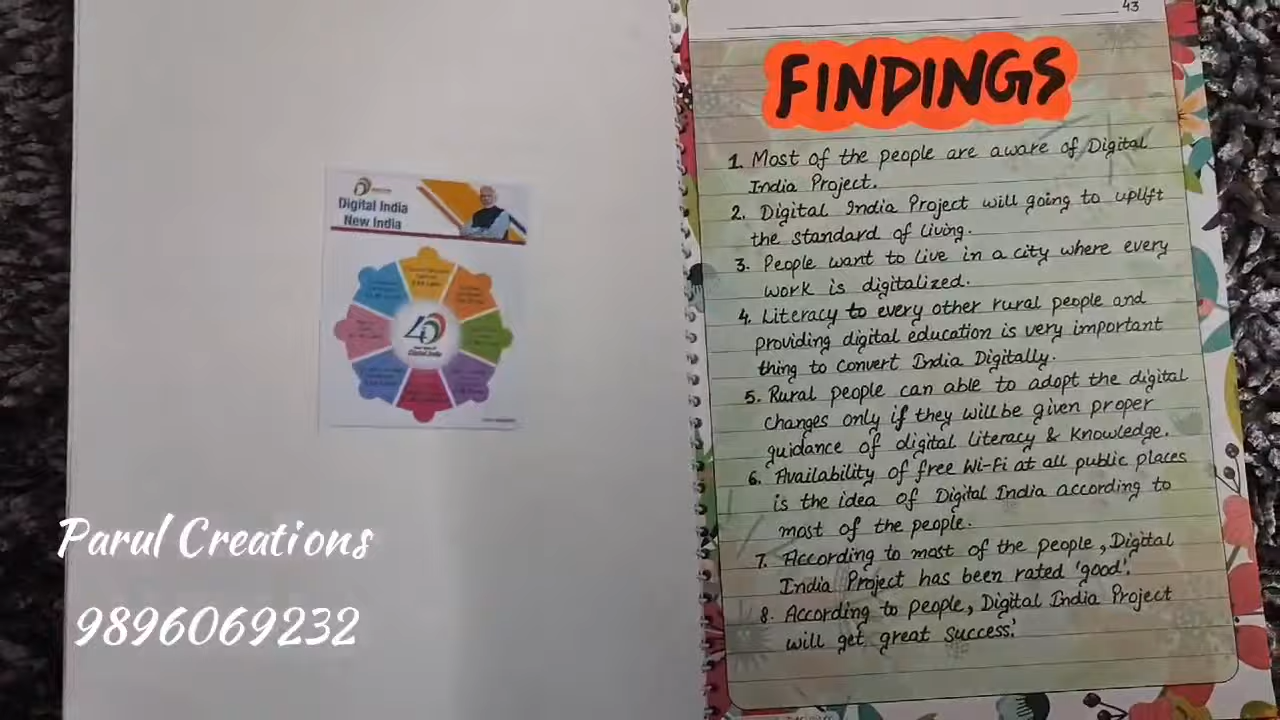 43
FINDINGS
1. Most of the people are aware of Digital
India Project.
2. Digital India Project will going to uplift
the standard of living.
3. People want to live in a city where every
work is digitalized.
4. Literacy to every other rural people and
providing digital education is very important
thing to convert India Digitally.
5. Rural people can able to adopt the digital
changes only if they will be given proper
guidance of digital literacy & knowledge.
6. Availability of free Wi-Fi at all public places
is the idea of Digital India according to
most of the people.
7. According to most of the people, Digital
India Project has been rated 'good'.
8. According to people, Digital India Project
will get great success.'
Digital India
New India
Digital India
Parul Creations
9896069232